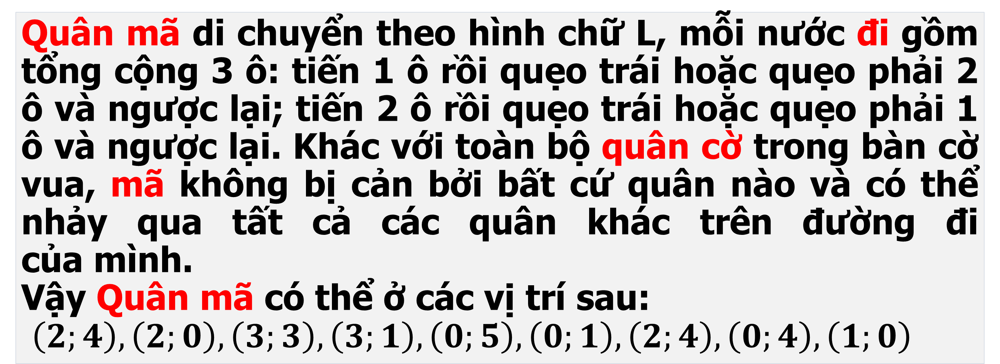 Quân mã di chuyển theo hình chữ L, mỗi nước đi gồm
tổng cộng 3 ô: tiến 1 ô rồi quẹo trái hoặc quẹo phải 2
ô và ngược lại; tiến 2 ô rồi quẹo trái hoặc quẹo phải 1
ô và ngược lại. Khác với toàn bộ quân cờ trong bàn cờ
vua, mã không bị cản bởi bất cứ quân nào và có thể
nhảy qua tất cả các quân khác trên đường đi
của mình.
Vậy Quân mã có thể ở các vị trí sau:
(2; 4), (2; 0), (3; 3), (3; 1), (0; 5), (0; 1), (2; 4), (0; 4), (1; 0)